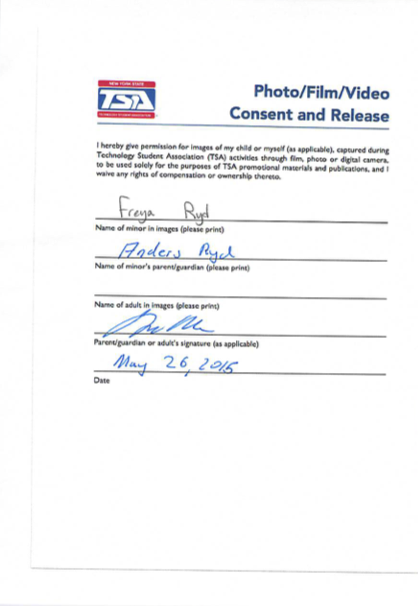 NEW YORK STATE
TSA
TECHNOLOGY STUDENT ASSOCIATION
Photo/Film/Video
Consent and Release
I hereby give permission for images of my child or myself (as applicable), captured during
Technology Student Association (TSA) activities through film, photo or digital camera,
to be used solely for the purposes of TSA promotional materials and publications, and I
waive any rights of compensation or ownership thereto.
Freya Ryd
Name of minor in images (please print)
Anders Ryd
Name of minor's parent/guardian (please print)
Name of adult in images (please print)
Parent/guardian or adult's signature (as applicable)
May 26, 2015
Date